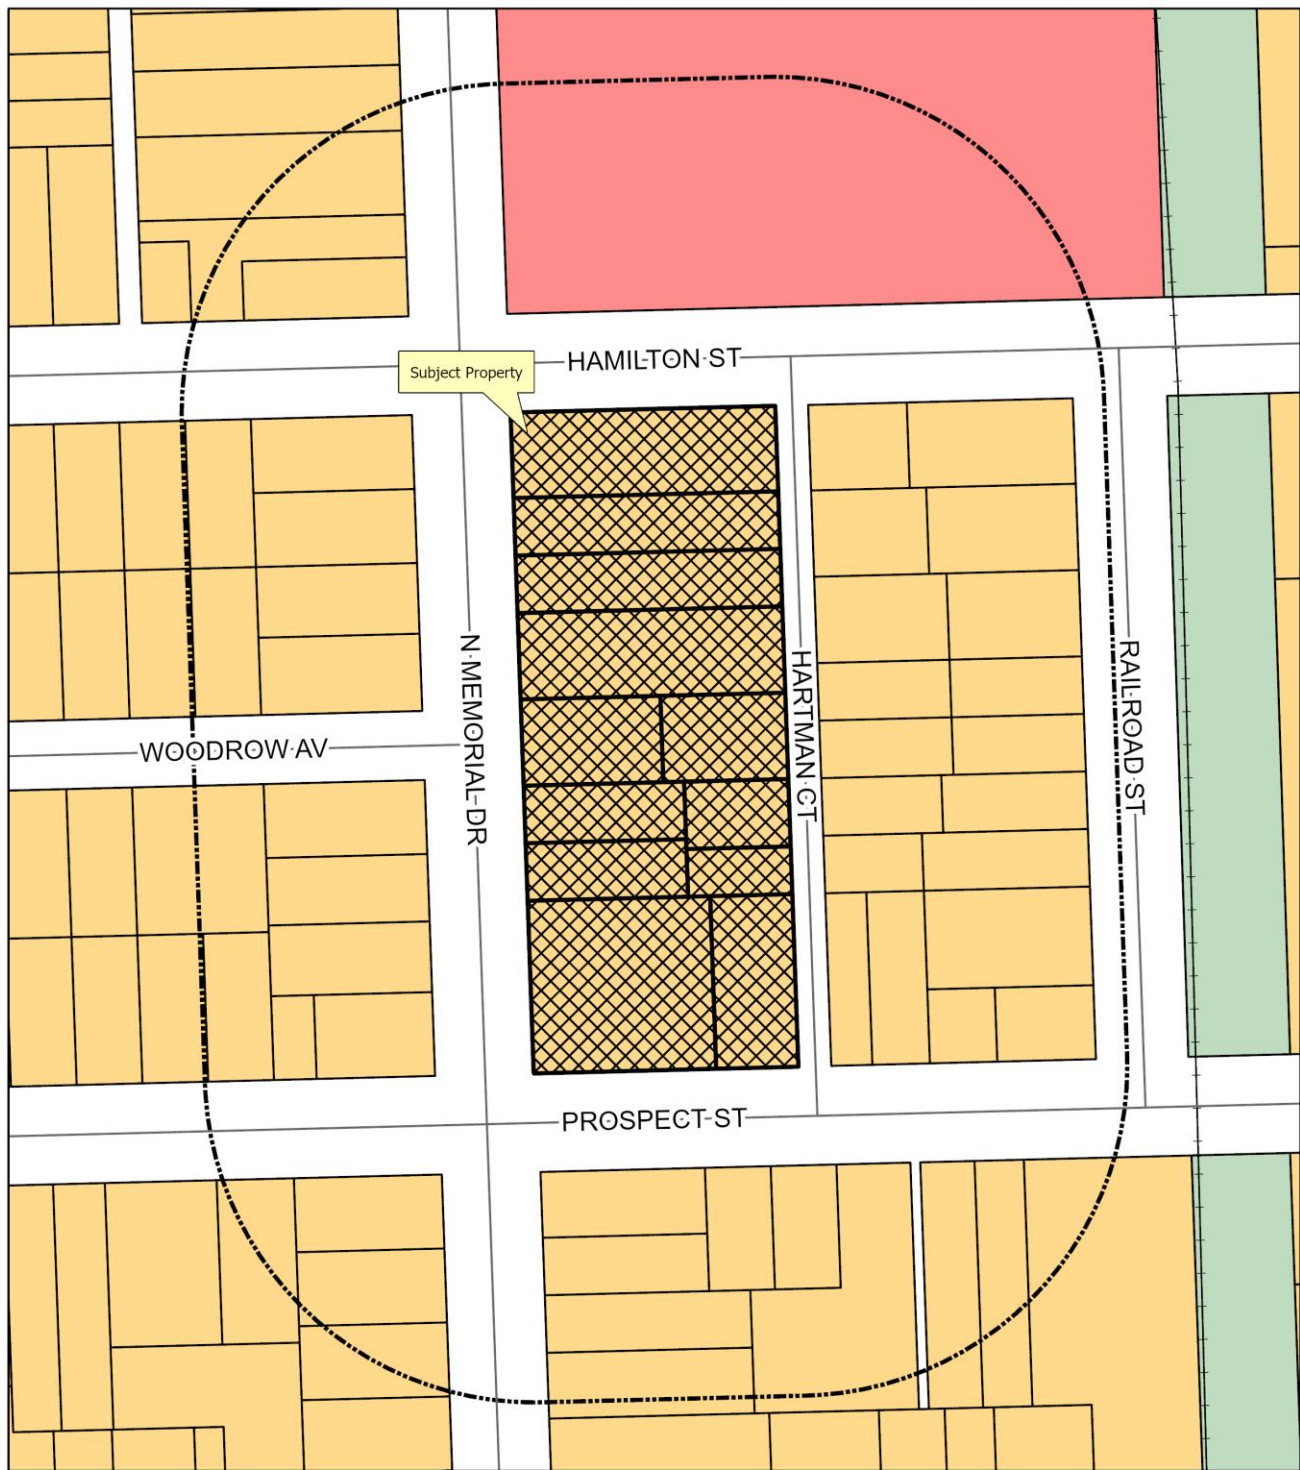 HAMILTON ST
Subject Property
N MEMORIAL DR
HARTMAN CT
RAILROAD ST
WOODROW AV
PROSPECT ST